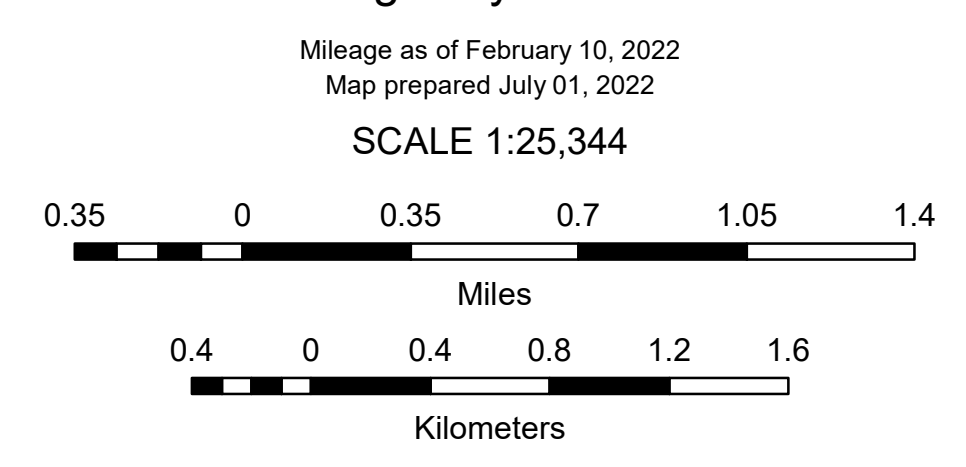 Mileage as of February 10, 2022
Map prepared July 01, 2022
SCALE 1:25,344
0.35 0 0.35 0.7 1.05 1.4
Miles
0.4 0 0.4 0.8 1.2 1.6
Kilometers